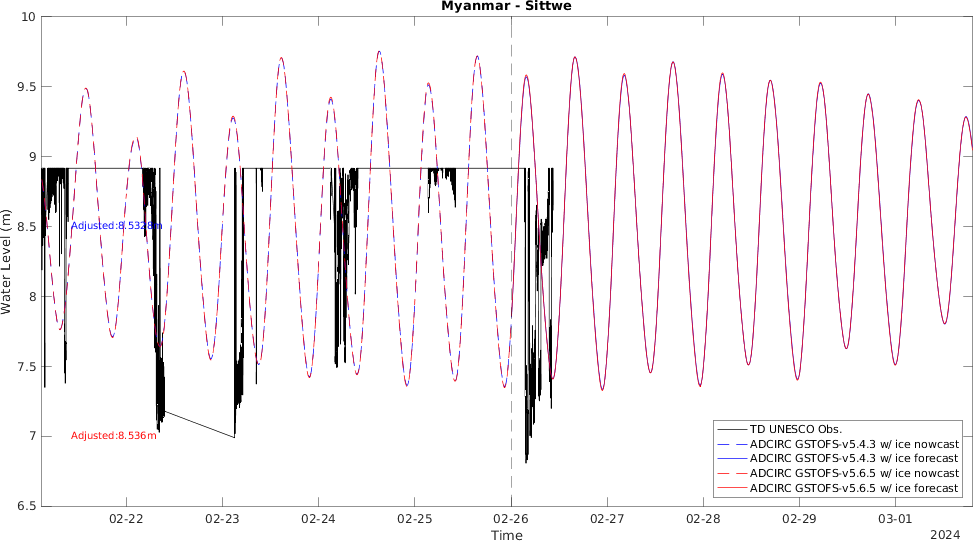 Myanmar - Sittwe
10
9.5
9
8.5
8
7.5
7
6.5
Water Level (m)
Adjusted:8.5328m
Adjusted:8.536m
TD UNESCO Obs.
ADCIRC GSTOFS-v5.4.3 w/ ice nowcast
ADCIRC GSTOFS-v5.4.3 w/ ice forecast
ADCIRC GSTOFS-v5.6.5 w/ ice nowcast
ADCIRC GSTOFS-v5.6.5 w/ ice forecast
02-22 02-23 02-24 02-25 02-26 02-27 02-28 02-29 03-01
Time
2024